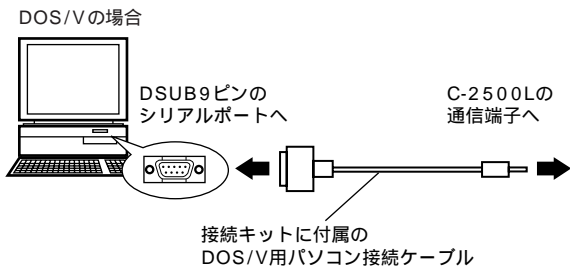 DOS/Vの場合
DSUB9ピンの
シリアルポートへ
C-2500Lの
通信端子へ
接続キットに付属の
DOS/V用パソコン接続ケーブル